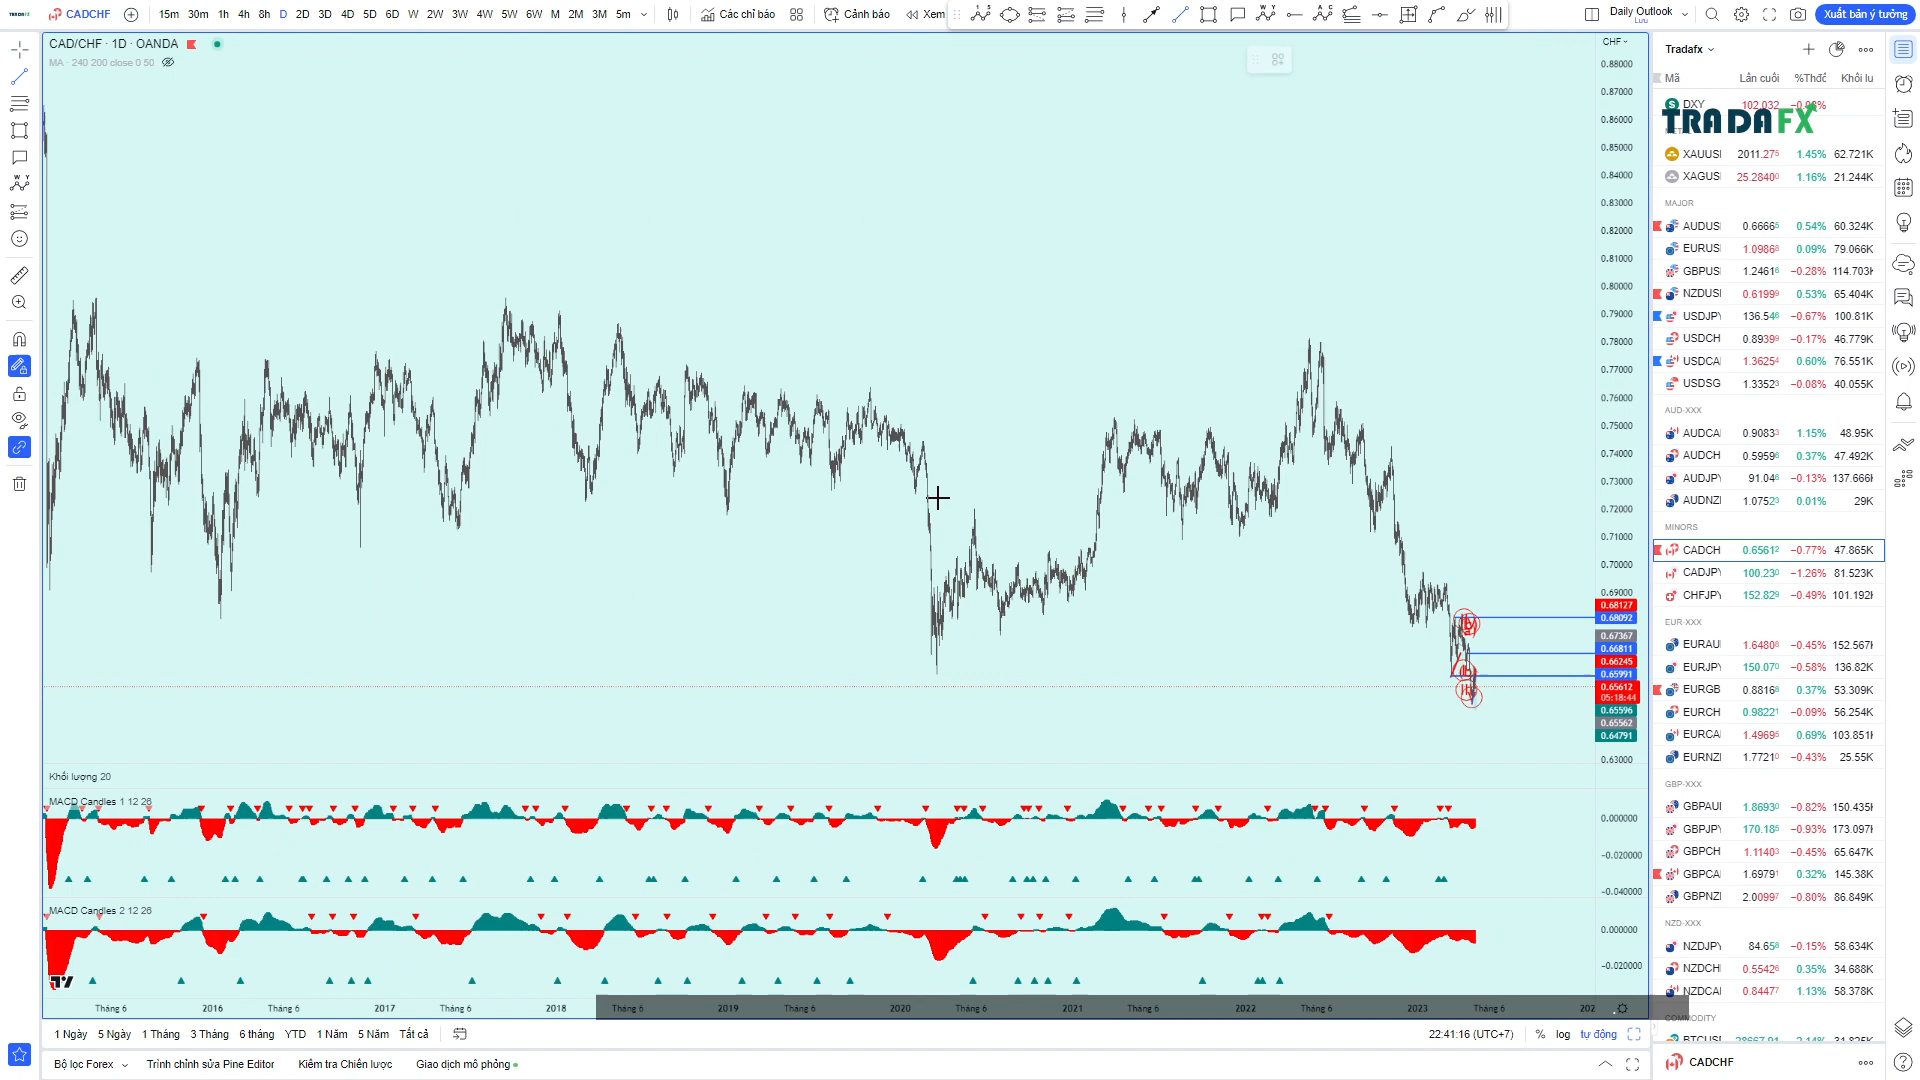 CADCHF 15m 30m 1h 4h 8h D 2D 3D 4D 5D 6D W 2W 3W 4W 5W 6W M 2M 3M 5m Các chỉ báo Cảnh báo Xem Daily Outlook Lưu Xuất bản ý tưởng
CAD/CHF · 1D · OANDA
MA · 240 200 close 0 50
CHF
0.88000
0.87000
0.86000
0.85000
0.84000
0.83000
0.82000
0.81000
0.80000
0.79000
0.78000
0.77000
0.76000
0.75000
0.74000
0.73000
0.72000
0.71000
0.70000
0.69000
0.68127
0.68092
0.67367
0.66811
0.66245
0.65991
0.65612
05:18:44
0.65596
0.65562
0.64791
0.63000
Khối lượng 20
MACD Candles 1 12 26
0.000000
−0.020000
−0.040000
MACD Candles 2 12 26
0.000000
−0.020000
Tháng 6 2016 Tháng 6 2017 Tháng 6 2018 Tháng 6 2019 Tháng 6 2020 Tháng 6 2021 Tháng 6 2022 Tháng 6 2023 Tháng 6 202
1 Ngày 5 Ngày 1 Tháng 3 Tháng 6 tháng YTD 1 Năm 5 Năm Tất cả 22:41:16 (UTC+7) % log tự động
Bộ lọc Forex Trình chỉnh sửa Pine Editor Kiểm tra Chiến lược Giao dịch mô phỏng
Tradafx
Mã Lần cuối %Thđổ Khối lu
DXY 102.032
TRADAFX
XAUUS 2011.275 1.45% 62.721K
XAGUS 25.2840 1.16% 21.244K
MAJOR
AUDUS 0.6666 0.54% 60.324K
EURUS 1.0986 0.09% 79.066K
GBPUS 1.2461 −0.28% 114.703K
NZDUS 0.6199 0.53% 65.404K
USDJPY 136.546 −0.67% 100.81K
USDCH 0.8939 −0.17% 46.779K
USDCA 1.3625 0.60% 76.551K
USDSG 1.3352 −0.08% 40.055K
AUD-XXX
AUDCA 0.9083 1.15% 48.95K
AUDCH 0.5959 0.37% 47.492K
AUDJPY 91.04 −0.13% 137.666K
AUDNZ 1.0752 0.01% 29K
MINORS
CADCH 0.6561 −0.77% 47.865K
CADJPY 100.230 −1.26% 81.523K
CHFJPY 152.829 −0.49% 101.192K
EUR-XXX
EURAU 1.6480 −0.45% 152.567K
EURJPY 150.070 −0.58% 136.82K
EURGB 0.8816 0.37% 53.309K
EURCH 0.9822 −0.09% 56.254K
EURCA 1.4969 0.69% 103.851K
EURNZ 1.7721 −0.43% 25.55K
GBP-XXX
GBPAU 1.8693 −0.82% 150.435K
GBPJPY 170.185 −0.93% 173.097K
GBPCH 1.1140 −0.45% 65.647K
GBPCA 1.6979 0.32% 145.38K
GBPNZ 2.0099 −0.80% 86.849K
NZD-XXX
NZDJPY 84.65 −0.15% 58.634K
NZDCH 0.5542 0.35% 34.688K
NZDCA 0.8447 1.13% 58.378K
COMMODITY
CADCHF